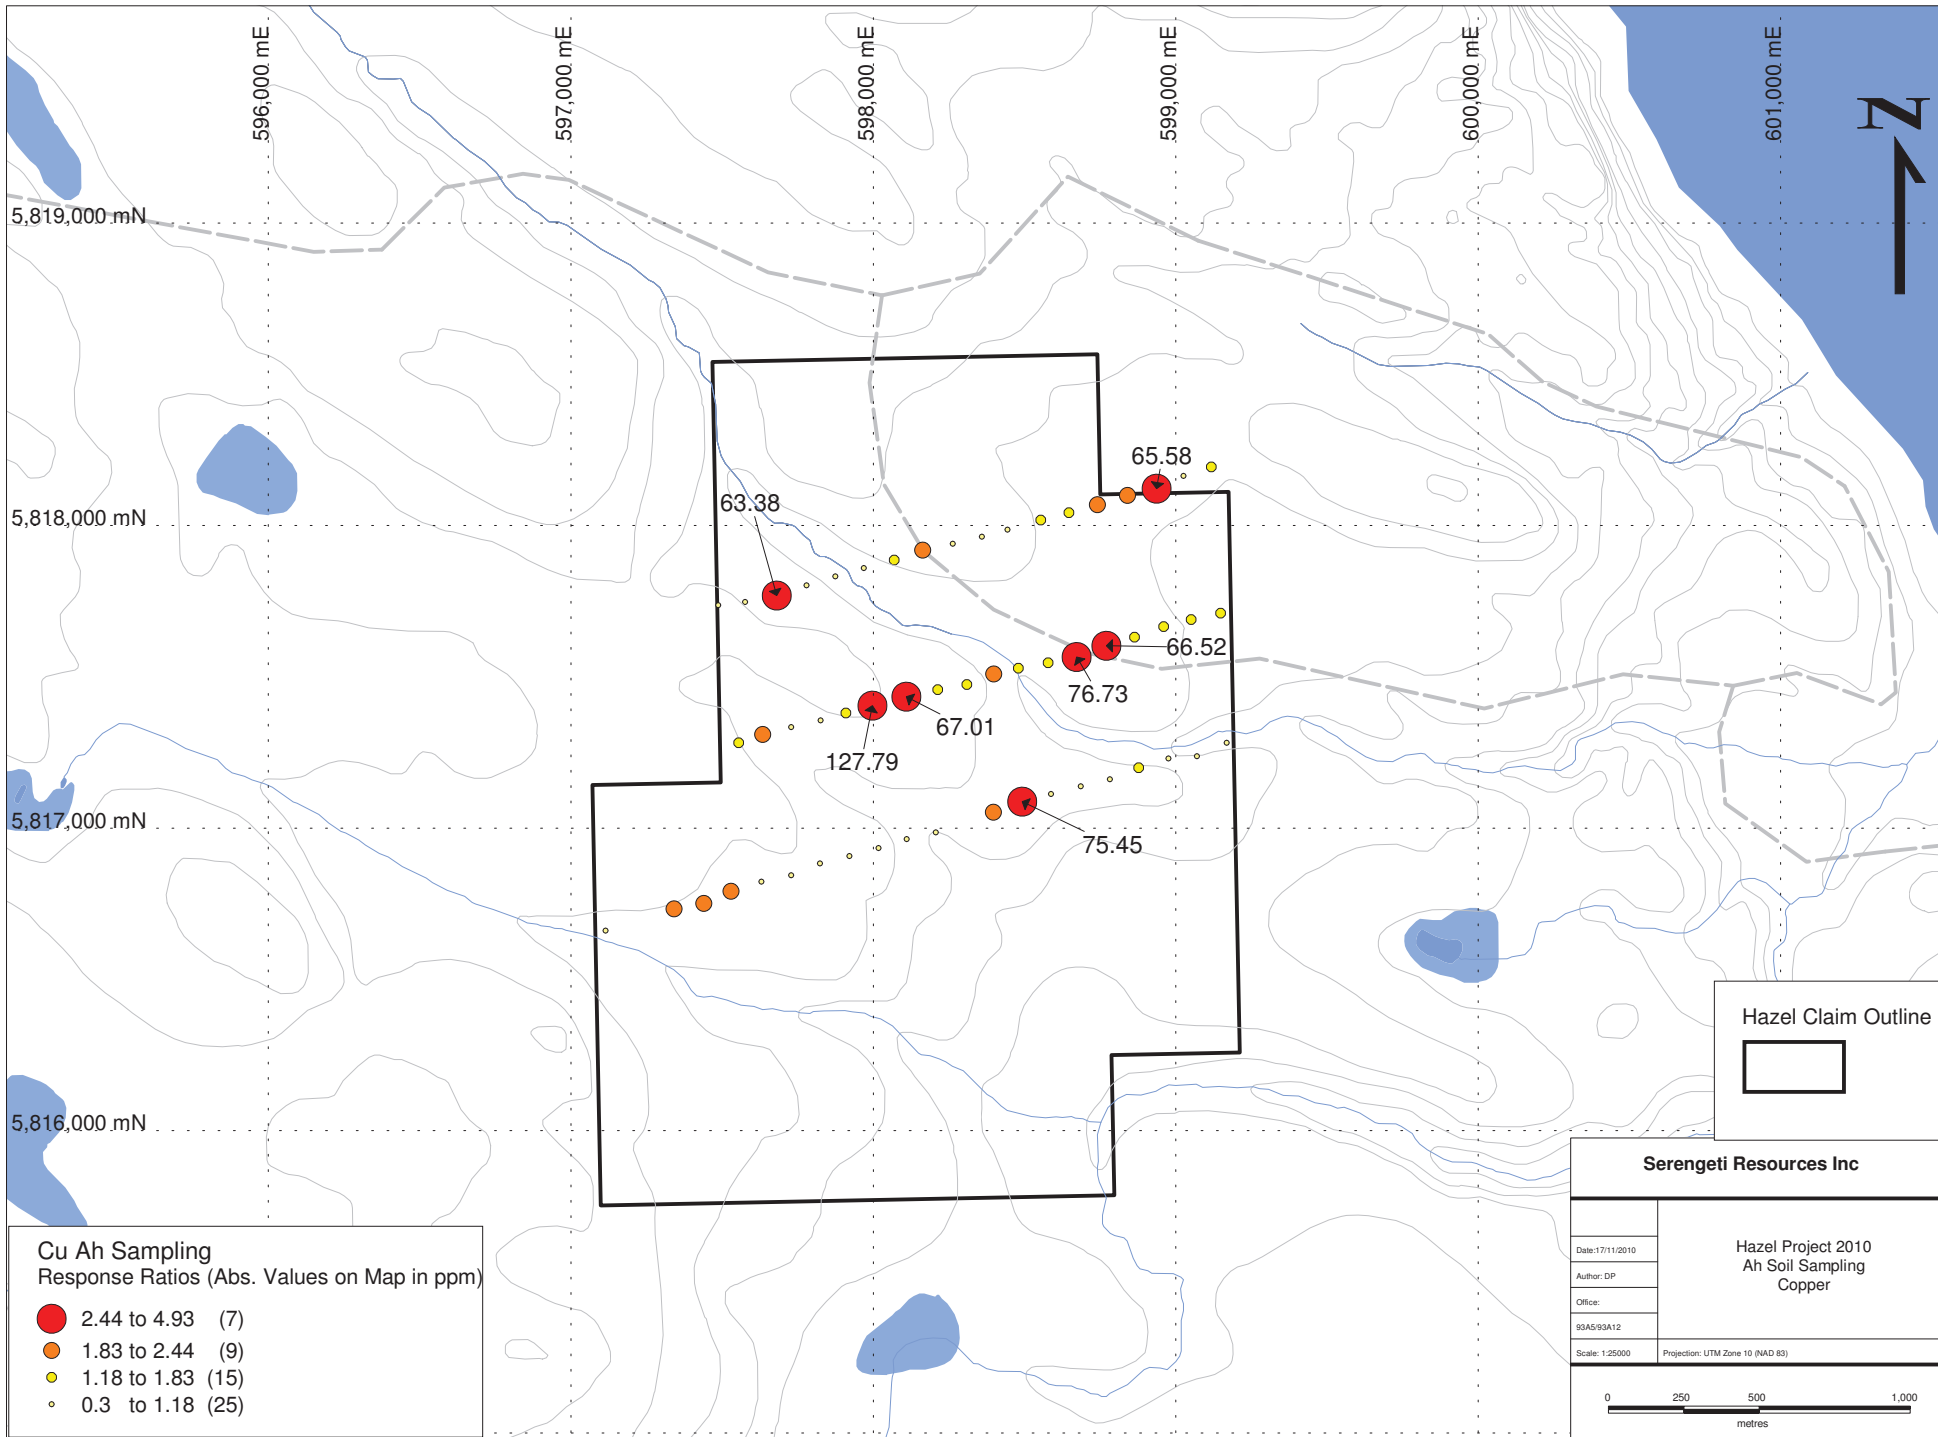 596,000 mE
597,000 mE
598,000 mE
599,000 mE
600,000 mE
601,000 mE
N
5,819,000 mN
5,818,000 mN
5,817,000 mN
5,816,000 mN
65.58
63.38
66.52
76.73
67.01
127.79
75.45
Hazel Claim Outline
Serengeti Resources Inc
Date:17/11/2010
Author: DP
Office:
93A5/93A12
Scale: 1:25000
Hazel Project 2010
Ah Soil Sampling
Copper
Projection: UTM Zone 10 (NAD 83)
0 250 500 1,000
metres
Cu Ah Sampling
Response Ratios (Abs. Values on Map in ppm)
2.44 to 4.93 (7)
1.83 to 2.44 (9)
1.18 to 1.83 (15)
0.3 to 1.18 (25)